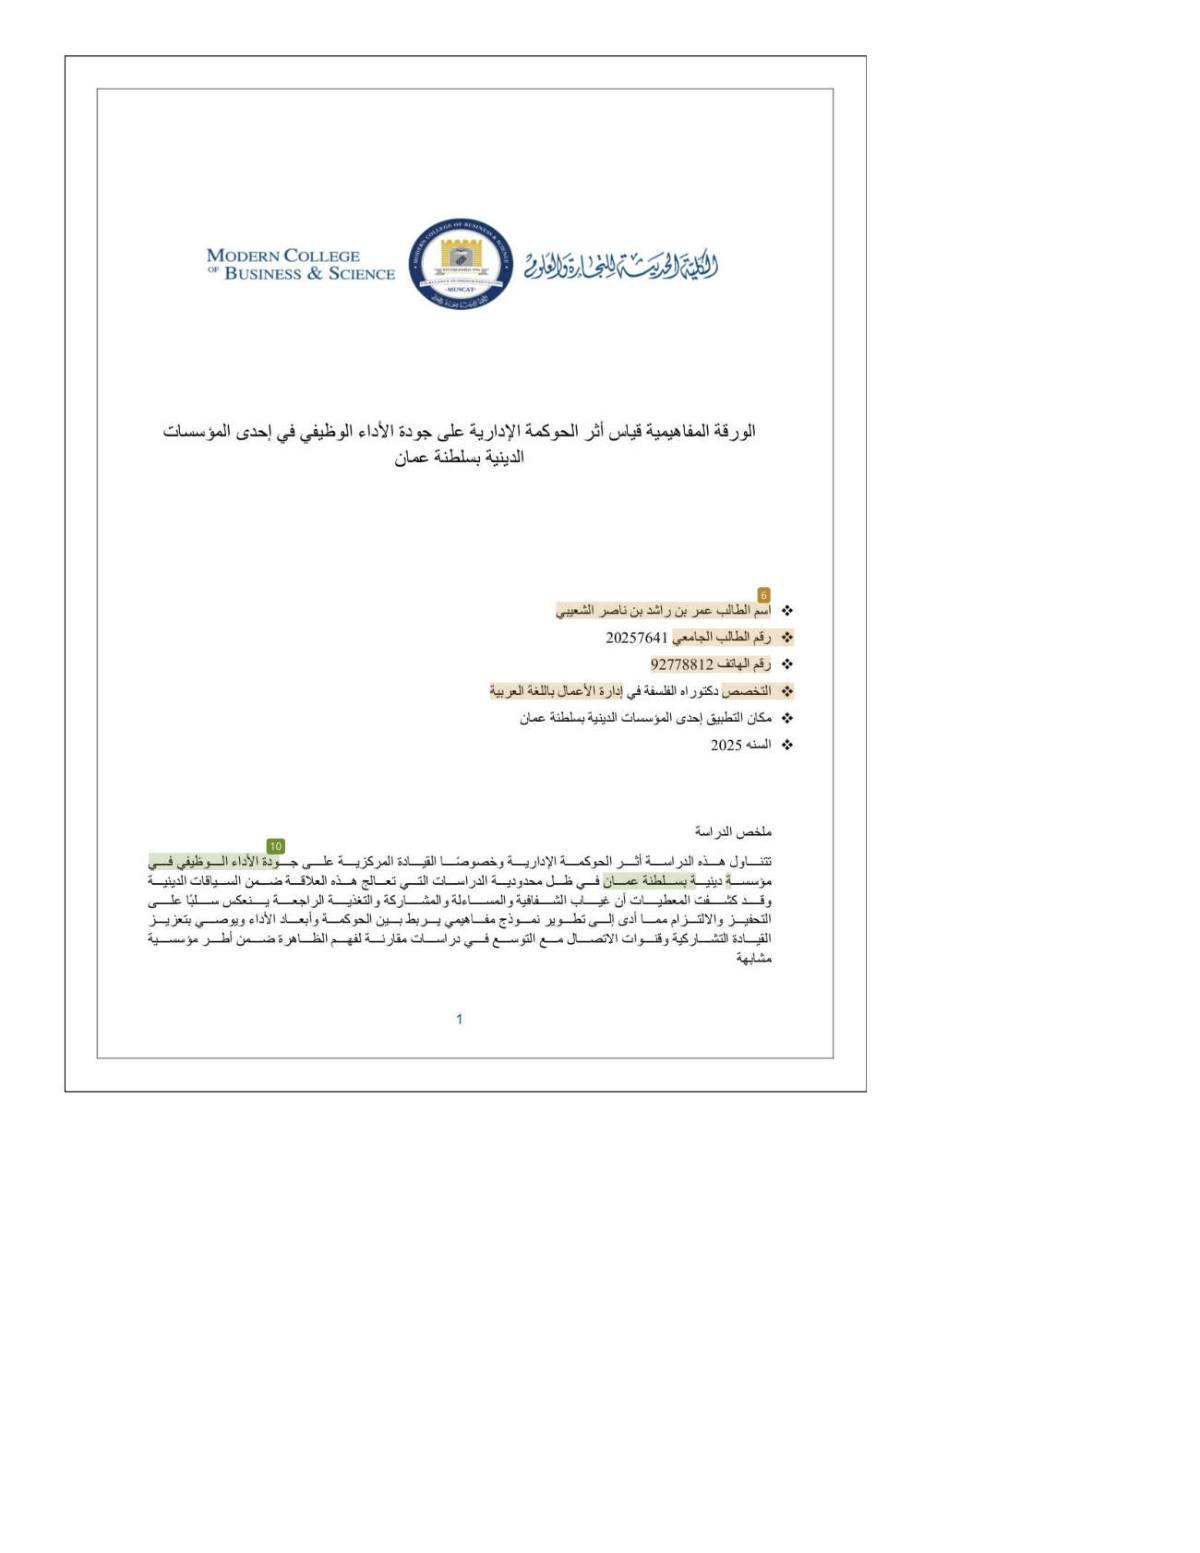 MODERN COLLEGE
OF BUSINESS & SCIENCE
الكلية الحديثة للتجارة والعلوم
MODERN COLLEGE OF BUSINESS & SCIENCE
MUSCAT
الورقة المفاهيمية قياس أثر الحوكمة الإدارية على جودة الأداء الوظيفي في إحدى المؤسسات
الدينية بسلطنة عمان
6
❖ اسم الطالب عمر بن راشد بن ناصر الشعيبي
❖ رقم الطالب الجامعي 20257641
❖ رقم الهاتف 92778812
❖ التخصص دكتوراه الفلسفة في إدارة الأعمال باللغة العربية
❖ مكان التطبيق إحدى المؤسسات الدينية بسلطنة عمان
❖ السنه 2025
ملخص الدراسة
10
تتناول هذه الدراسة أثر الحوكمة الإدارية وخصوصًا القيادة المركزية على جودة الأداء الوظيفي في
مؤسسة دينية بسلطنة عمان في ظل محدودية الدراسات التي تعالج هذه العلاقة ضمن السياقات الدينية
وقد كشفت المعطيات أن غياب الشفافية والمساءلة والمشاركة والتغذية الراجعة ينعكس سلبًا على
التحفيز والالتزام مما أدى إلى تطوير نموذج مفاهيمي يربط بين الحوكمة وأبعاد الأداء ويوصي بتعزيز
القيادة التشاركية وقنوات الاتصال مع التوسع في دراسات مقارنة لفهم الظاهرة ضمن أطر مؤسسية
مشابهة
1